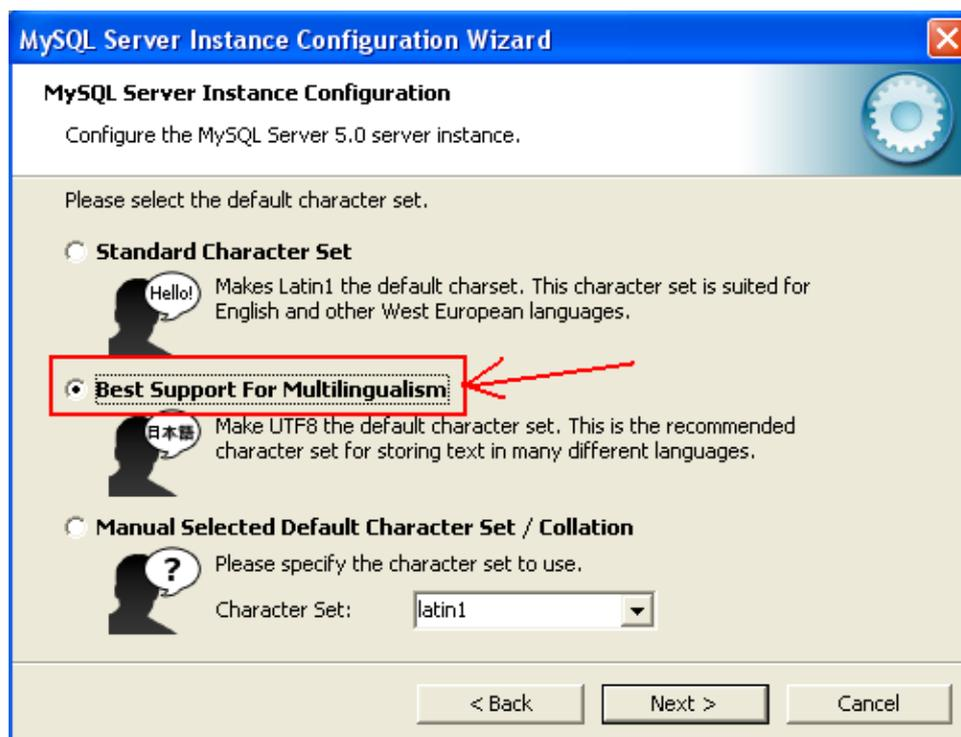 MySQL Server Instance Configuration Wizard
MySQL Server Instance Configuration
Configure the MySQL Server 5.0 server instance.
Please select the default character set.
Standard Character Set
Hello!
Makes Latin1 the default charset. This character set is suited for
English and other West European languages.
Best Support For Multilingualism
日本語
Make UTF8 the default character set. This is the recommended
character set for storing text in many different languages.
Manual Selected Default Character Set / Collation
?
Please specify the character set to use.
Character Set: latin1
< Back Next > Cancel